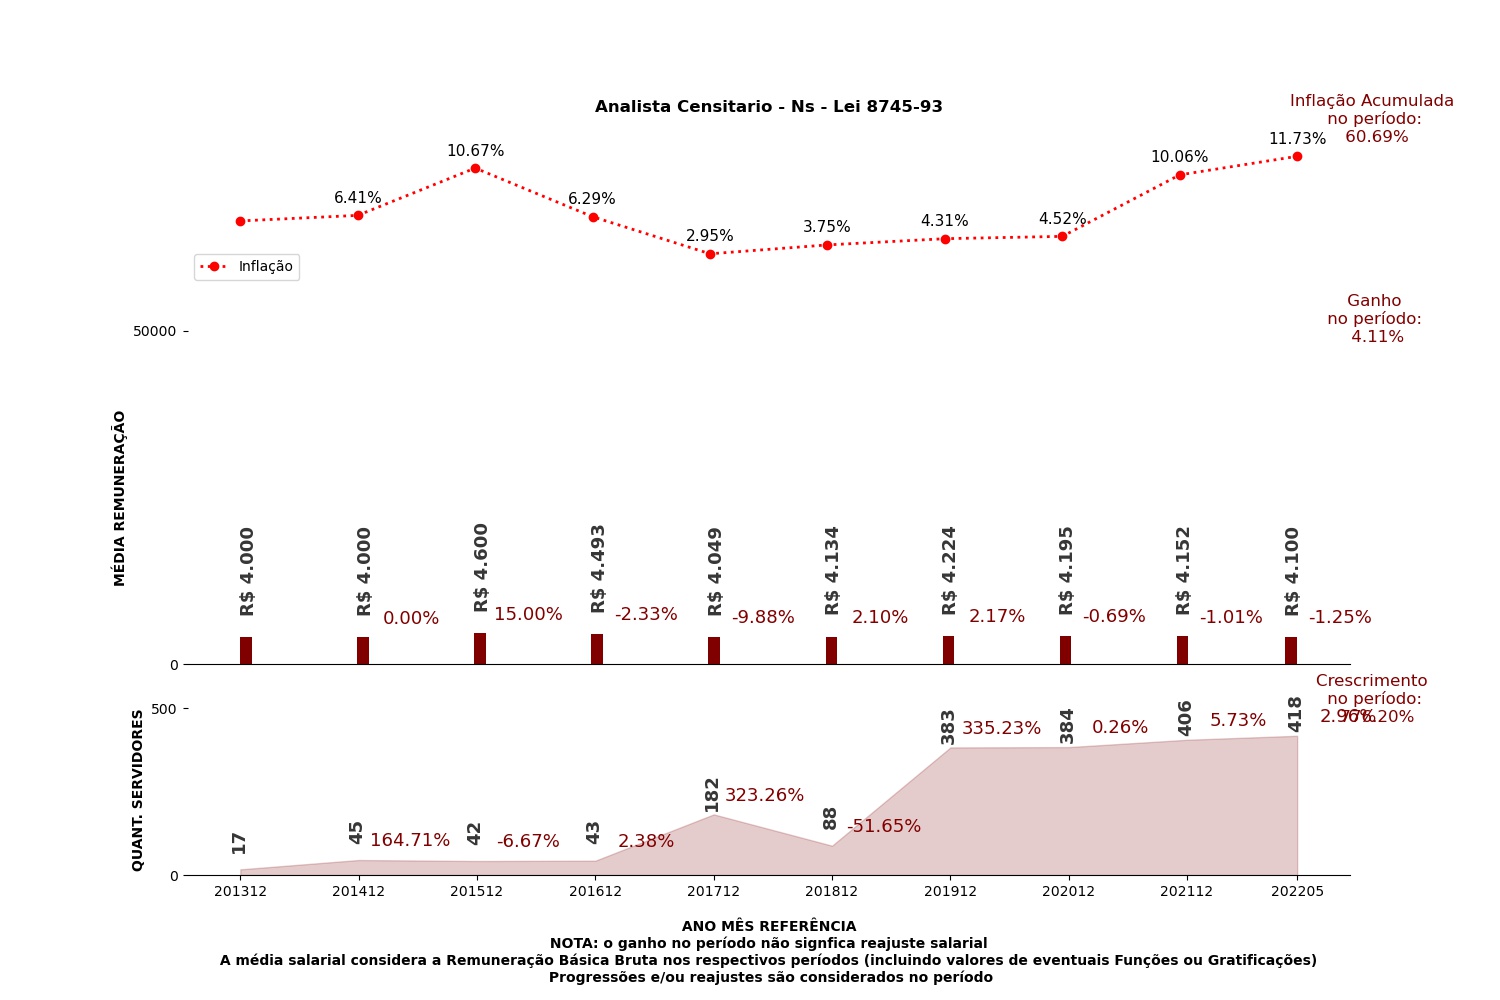 Analista Censitario - Ns - Lei 8745-93
Inflação Acumulada
no período:
60.69%
6.41%
10.67%
6.29%
2.95%
3.75%
4.31%
4.52%
10.06%
11.73%
Inflação
Ganho
no período:
4.11%
50000
0
MÉDIA REMUNERAÇÃO
R$ 4.000
R$ 4.000
R$ 4.600
R$ 4.493
R$ 4.049
R$ 4.134
R$ 4.224
R$ 4.195
R$ 4.152
R$ 4.100
0.00%
15.00%
-2.33%
-9.88%
2.10%
2.17%
-0.69%
-1.01%
-1.25%
Crescrimento
no período:
2.96%
500
0
QUANT. SERVIDORES
17
45
42
43
182
88
383
384
406
418
164.71%
-6.67%
2.38%
323.26%
-51.65%
335.23%
0.26%
5.73%
201312
201412
201512
201612
201712
201812
201912
202012
202112
202205
ANO MÊS REFERÊNCIA
NOTA: o ganho no período não signfica reajuste salarial
A média salarial considera a Remuneração Básica Bruta nos respectivos períodos (incluindo valores de eventuais Funções ou Gratificações)
Progressões e/ou reajustes são considerados no período